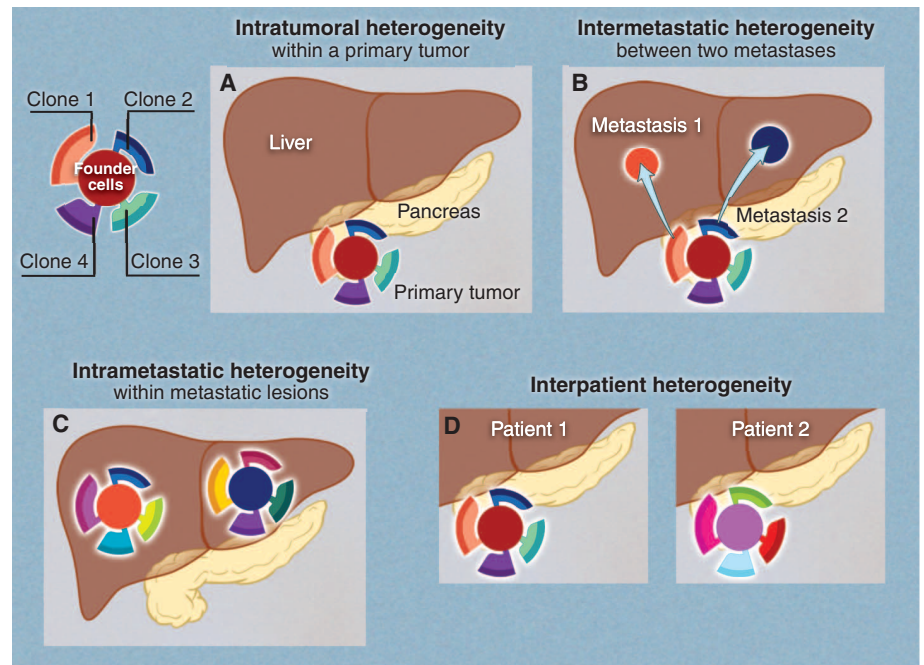 Intratumoral heterogeneity
within a primary tumor
Intermetastatic heterogeneity
between two metastases
Clone 1
Clone 2
Founder
cells
Clone 4
Clone 3
A
Liver
Pancreas
Primary tumor
B
Metastasis 1
Metastasis 2
Intrametastatic heterogeneity
within metastatic lesions
Interpatient heterogeneity
C
D
Patient 1
Patient 2